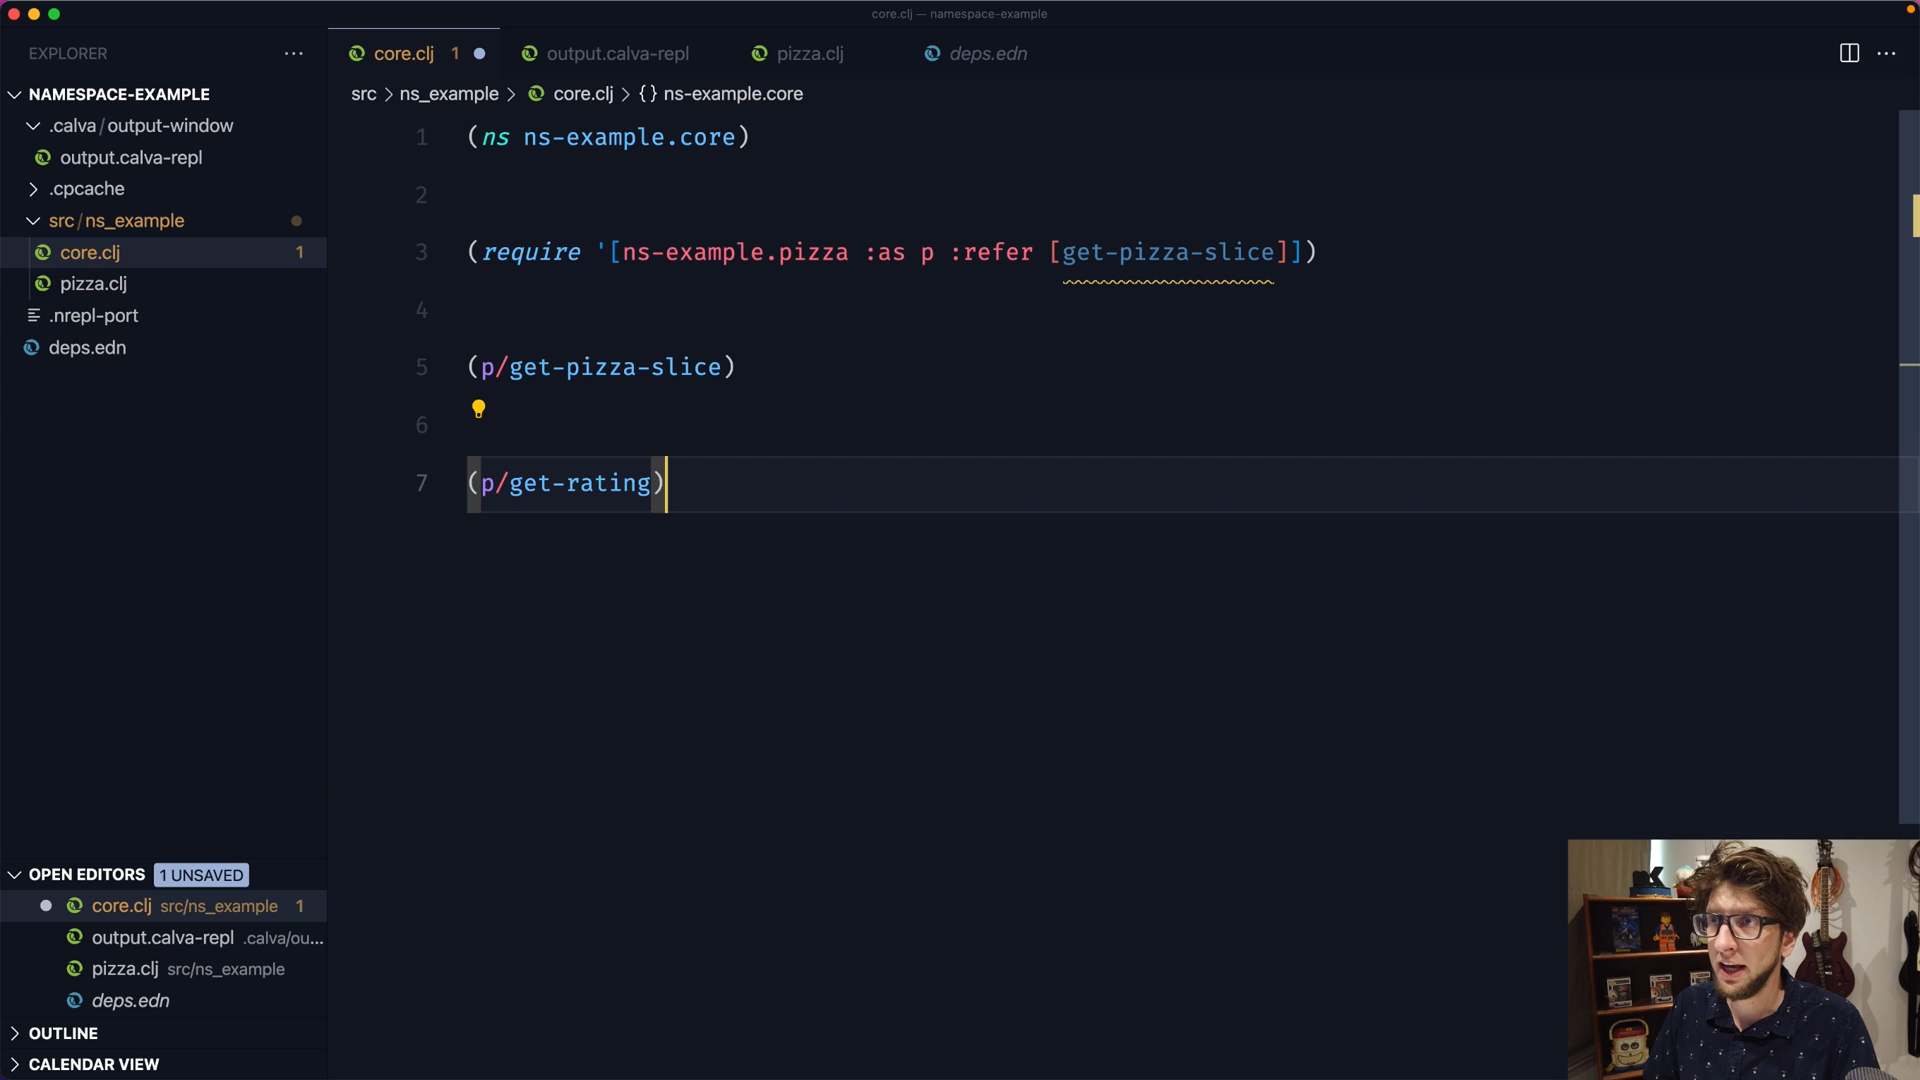 core.clj — namespace-example
EXPLORER
core.clj 1
output.calva-repl
pizza.clj
deps.edn
src > ns_example > core.clj > {} ns-example.core
NAMESPACE-EXAMPLE
.calva / output-window
output.calva-repl
.cpcache
src / ns_example
core.clj 1
pizza.clj
.nrepl-port
deps.edn
1 (ns ns-example.core)
2
3 (require '[ns-example.pizza :as p :refer [get-pizza-slice]])
4
5 (p/get-pizza-slice)
6
7 (p/get-rating)
OPEN EDITORS 1 UNSAVED
core.clj src/ns_example 1
output.calva-repl .calva/ou...
pizza.clj src/ns_example
deps.edn
OUTLINE
CALENDAR VIEW